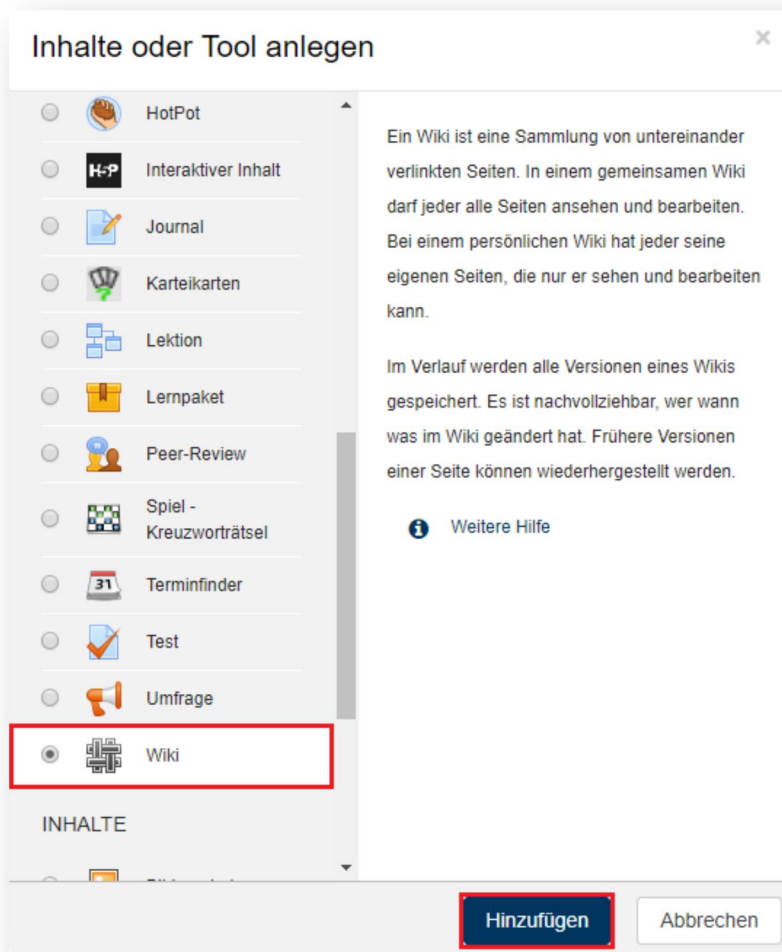 Inhalte oder Tool anlegen
×
HotPot
H-P
Interaktiver Inhalt
Journal
Karteikarten
Lektion
Lernpaket
Peer-Review
Spiel -
Kreuzworträtsel
31
Terminfinder
Test
Umfrage
Wiki
INHALTE
Ein Wiki ist eine Sammlung von untereinander
verlinkten Seiten. In einem gemeinsamen Wiki
darf jeder alle Seiten ansehen und bearbeiten.
Bei einem persönlichen Wiki hat jeder seine
eigenen Seiten, die nur er sehen und bearbeiten
kann.
Im Verlauf werden alle Versionen eines Wikis
gespeichert. Es ist nachvollziehbar, wer wann
was im Wiki geändert hat. Frühere Versionen
einer Seite können wiederhergestellt werden.
Weitere Hilfe
Hinzufügen
Abbrechen